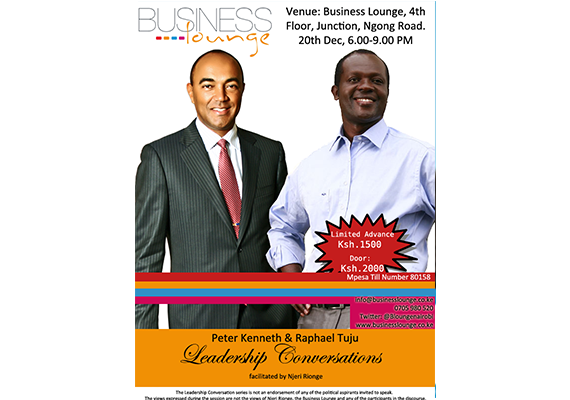 BUSINESS
lounge
Venue: Business Lounge, 4th
Floor, Junction, Ngong Road.
20th Dec, 6.00-9.00 PM
Limited Advance
Ksh.1500
Door:
Ksh.2000
Mpesa Till Number 80158
info@businesslounge.co.ke
0705 980 920
Twitter: @Bloungenairobi
www.businesslounge.co.ke
Peter Kenneth & Raphael Tuju
Leadership Conversations
facilitated by Njeri Rionge
The Leadership Conversation series is not an endorsement of any of the political aspirants invited to speak.
The views expressed during the session are not the views of Njeri Rionge, the Business Lounge and any of the participants in the discourse.